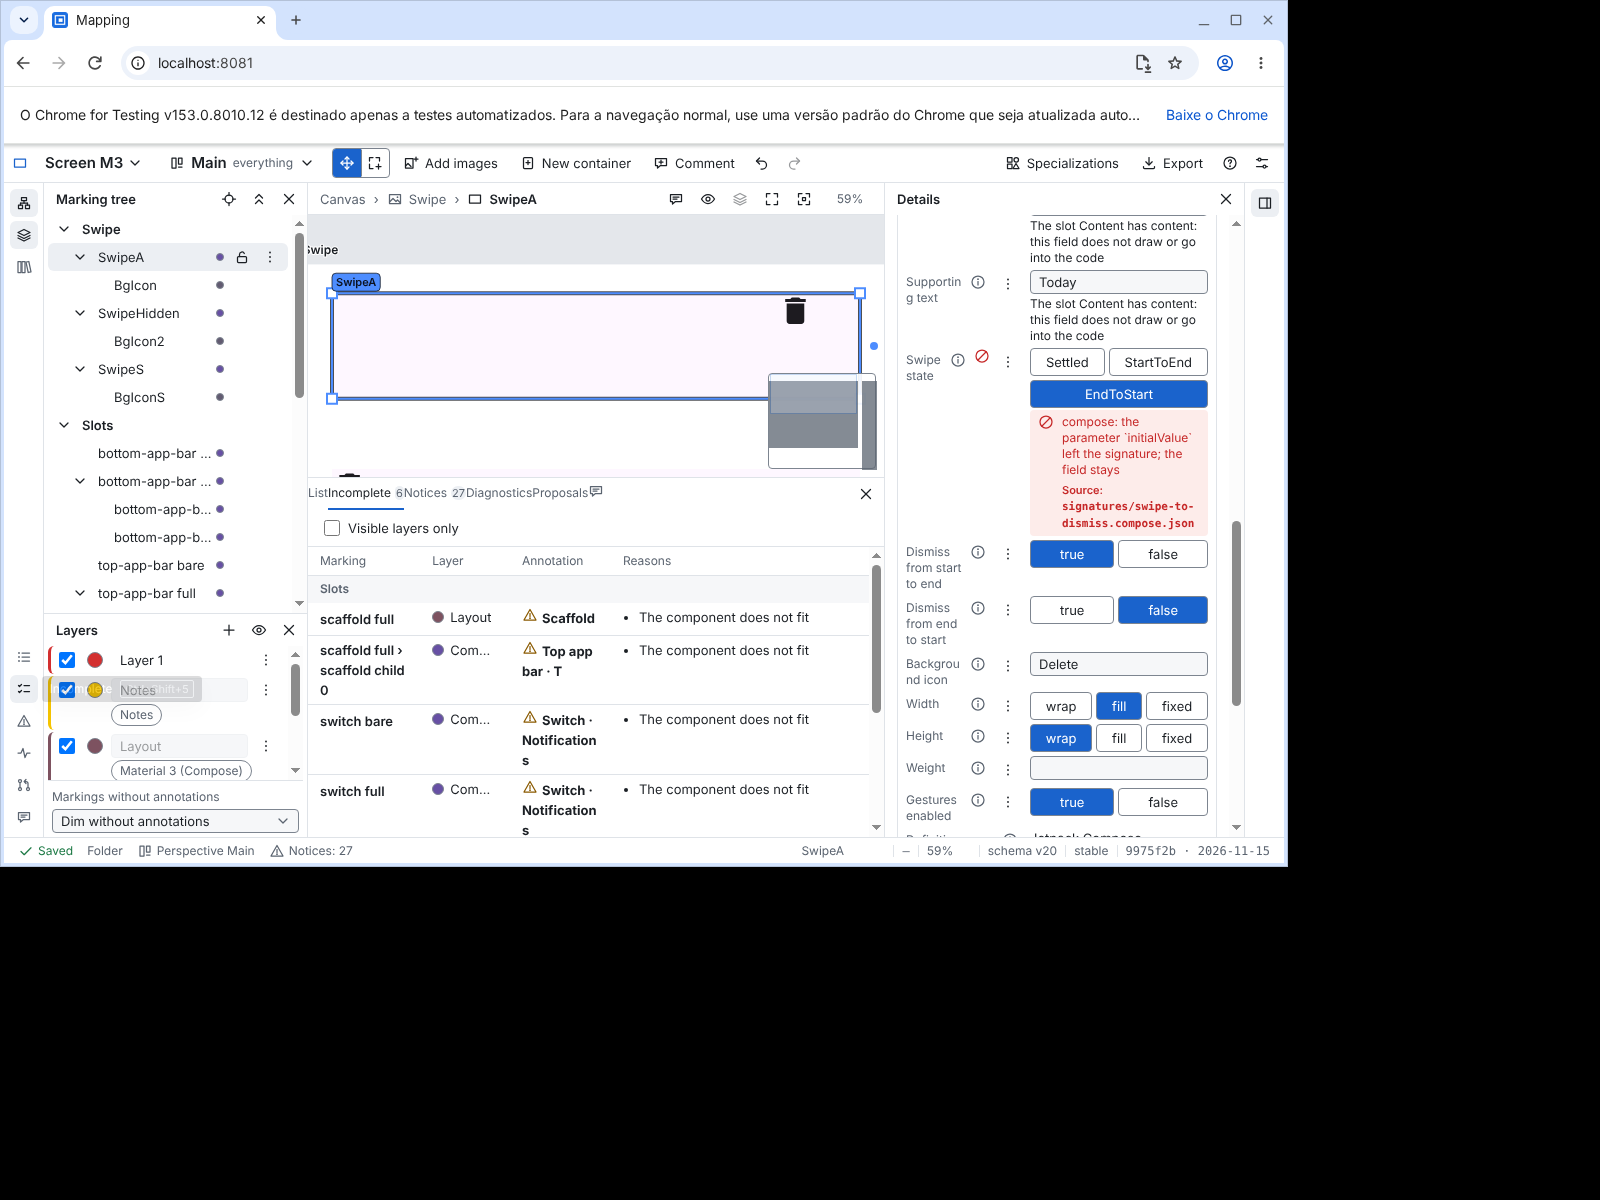 Mapping
localhost:8081
O Chrome for Testing v153.0.8010.12 é destinado apenas a testes automatizados. Para a navegação normal, use uma versão padrão do Chrome que seja atualizada auto...
Baixe o Chrome
Screen M3
Main everything
Add images
New container
Comment
Specializations
Export
Marking tree
Swipe
SwipeA
BgIcon
SwipeHidden
BgIcon2
SwipeS
BgIconS
Slots
bottom-app-bar ...
bottom-app-bar ...
bottom-app-b...
bottom-app-b...
top-app-bar bare
top-app-bar full
Layers
Layer 1
Notes
Notes
Layout
Material 3 (Compose)
Markings without annotations
Dim without annotations
Canvas › Swipe › SwipeA
59%
Swipe
SwipeA
List Incomplete 6 Notices 27 Diagnostics Proposals
Visible layers only
Marking Layer Annotation Reasons
Slots
scaffold full Layout Scaffold • The component does not fit
scaffold full › scaffold child 0 Com... Top app bar · T • The component does not fit
switch bare Com... Switch · Notifications • The component does not fit
switch full Com... Switch · Notifications • The component does not fit
Details
The slot Content has content:
this field does not draw or go
into the code
Supporting text
Today
The slot Content has content:
this field does not draw or go
into the code
Swipe state
Settled StartToEnd
EndToStart
compose: the
parameter `initialValue`
left the signature; the
field stays
Source:
signatures/swipe-to-
dismiss.compose.json
Dismiss from start to end
true false
Dismiss from end to start
true false
Background icon
Delete
Width
wrap fill fixed
Height
wrap fill fixed
Weight
Gestures enabled
true false
Saved
Folder
Perspective Main
Notices: 27
SwipeA
–
59%
schema v20
stable
9975f2b · 2026-11-15